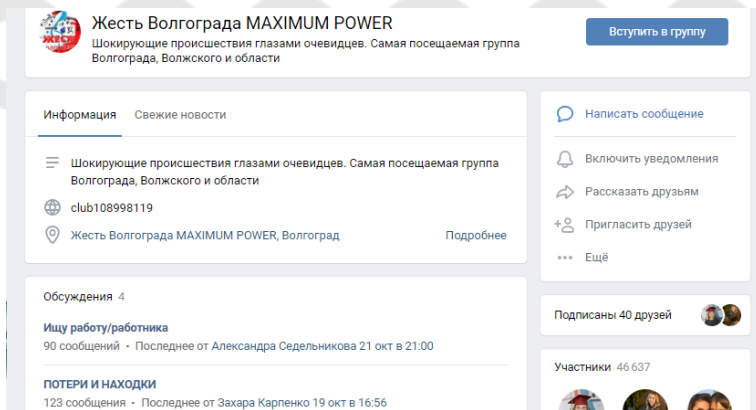 Жесть Волгограда MAXIMUM POWER
Шокирующие происшествия глазами очевидцев. Самая посещаемая группа
Волгограда, Волжского и области
Вступить в группу
ЖЕСТЬ
Информация Свежие новости
Шокирующие происшествия глазами очевидцев. Самая посещаемая группа
Волгограда, Волжского и области
club108998119
Жесть Волгограда MAXIMUM POWER, Волгоград Подробнее
Обсуждения 4
Ищу работу/работника
90 сообщений • Последнее от Александра Седельникова 21 окт в 21:00
ПОТЕРИ И НАХОДКИ
123 сообщения • Последнее от Захара Карпенко 19 окт в 16:56
Написать сообщение
Включить уведомления
Рассказать друзьям
Пригласить друзей
Ещё
Подписаны 40 друзей
Участники 46 637